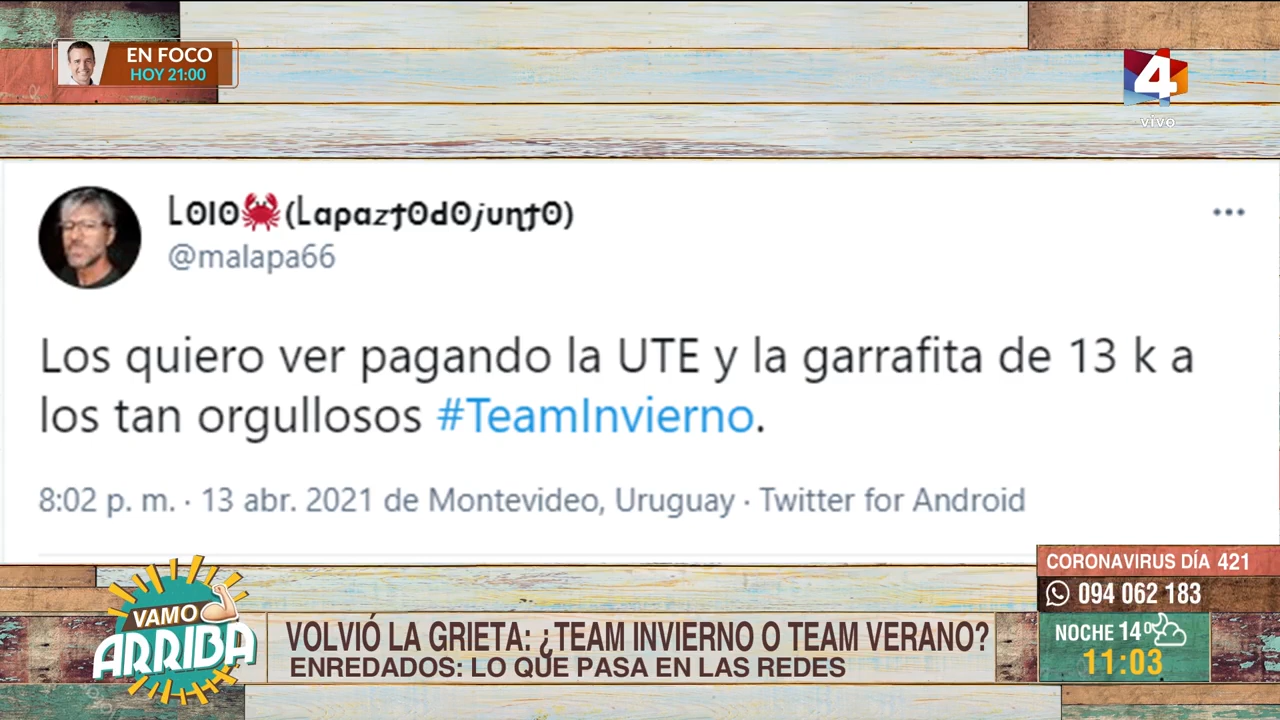 EN FOCO
HOY 21:00
4
vivo
LʘIʘ🦀(LapazƬʘdʘjunƬʘ)
@malapa66
Los quiero ver pagando la UTE y la garrafita de 13 k a
los tan orgullosos #TeamInvierno.
8:02 p. m. · 13 abr. 2021 de Montevideo, Uruguay · Twitter for Android
CORONAVIRUS DÍA 421
094 062 183
VAMO
ARRIBA
VOLVIÓ LA GRIETA: ¿TEAM INVIERNO O TEAM VERANO?
ENREDADOS: LO QUE PASA EN LAS REDES
NOCHE 14º
11:03